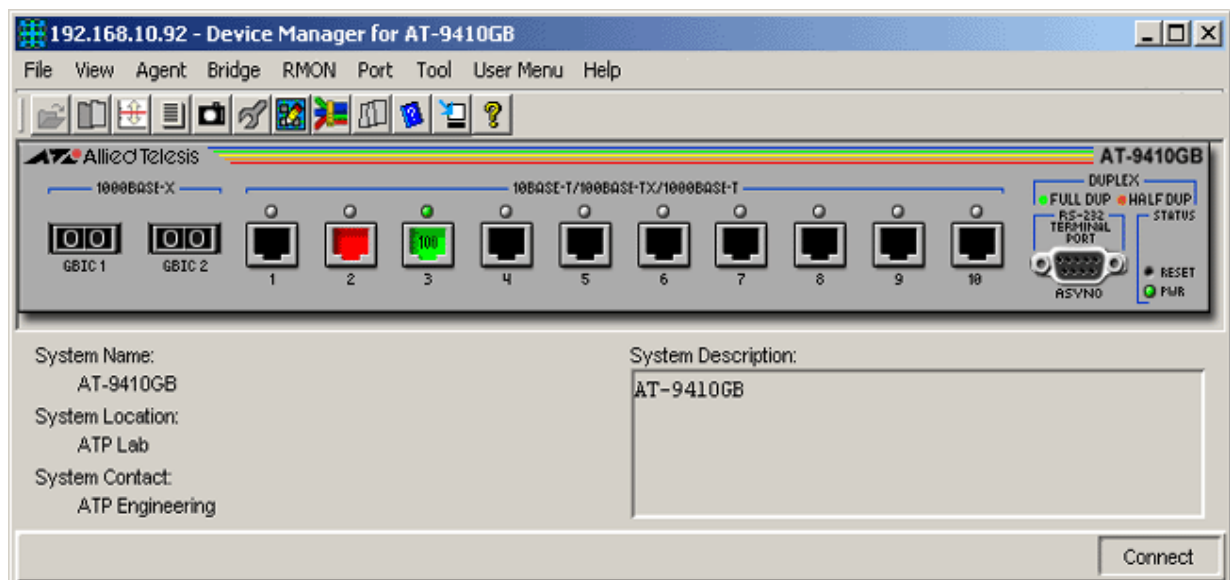 192.168.10.92 - Device Manager for AT-9410GB
File View Agent Bridge RMON Port Tool User Menu Help
Allied Telesis
AT-9410GB
1000BASE-X
10BASE-T/100BASE-TX/1000BASE-T
DUPLEX
FULL DUP HALF DUP
RS-232 TERMINAL PORT
STATUS
100
GBIC 1 GBIC 2
1 2 3 4 5 6 7 8 9 10
RESET
ASYN0
PWR
System Name:
AT-9410GB
System Location:
ATP Lab
System Contact:
ATP Engineering
System Description:
AT-9410GB
Connect